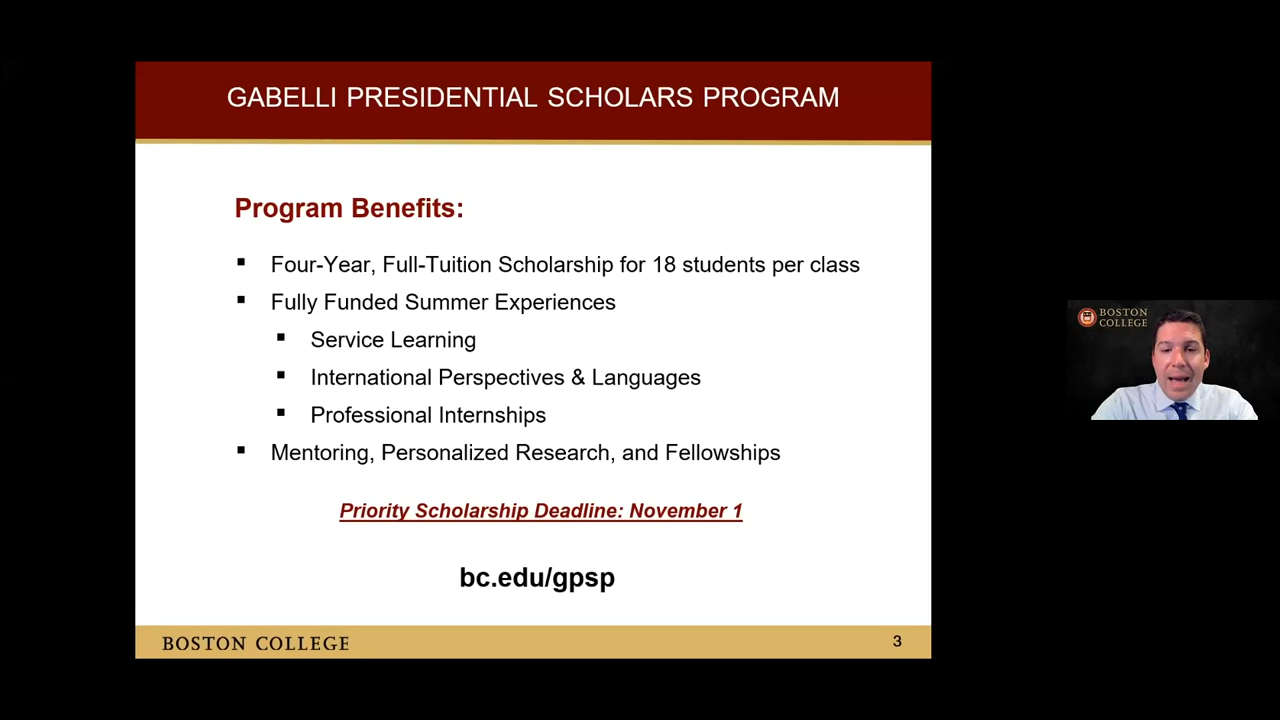 GABELLI PRESIDENTIAL SCHOLARS PROGRAM
Program Benefits:
Four-Year, Full-Tuition Scholarship for 18 students per class
Fully Funded Summer Experiences
Service Learning
International Perspectives & Languages
Professional Internships
Mentoring, Personalized Research, and Fellowships
Priority Scholarship Deadline: November 1
bc.edu/gpsp
BOSTON COLLEGE
3
BOSTON
COLLEGE